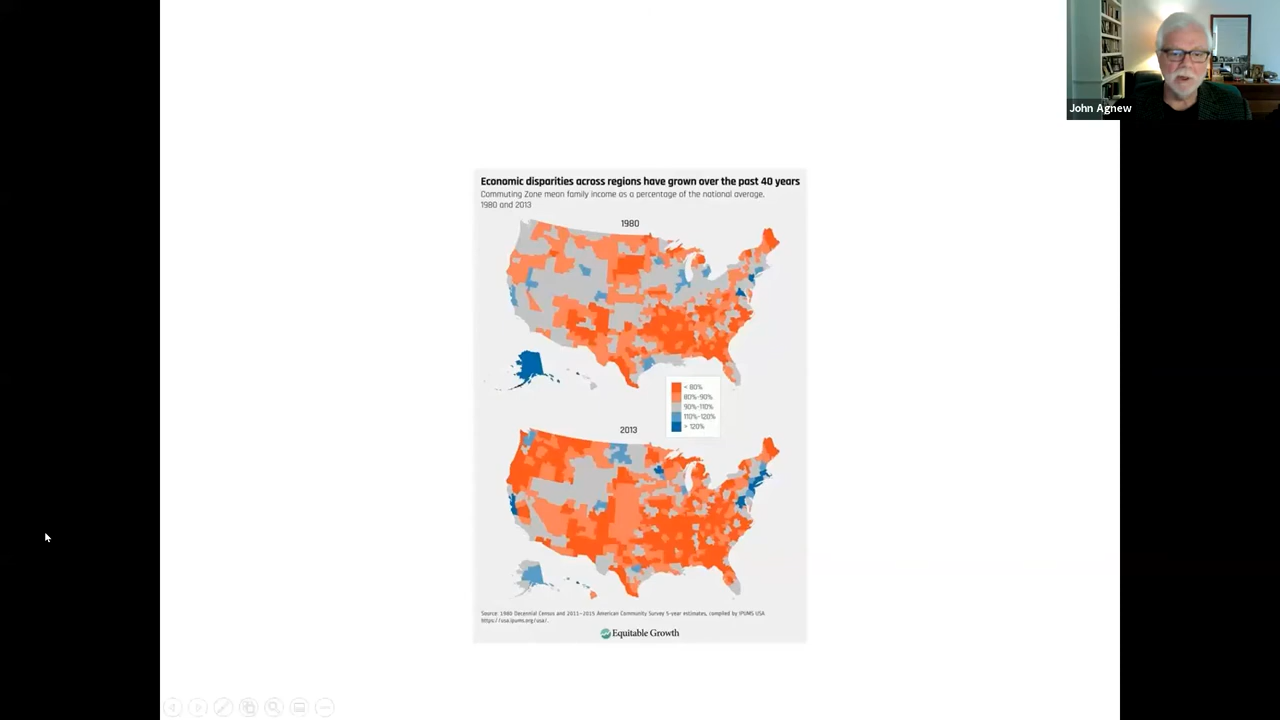 John Agnew
Economic disparities across regions have grown over the past 40 years
Commuting Zone mean family income as a percentage of the national average,
1980 and 2013
1980
< 80%
80%-90%
90%-110%
110%-120%
> 120%
2013
Source: 1980 Decennial Census and 2011–2015 American Community Survey 5-year estimates, compiled by IPUMS USA
https://usa.ipums.org/usa/.
Equitable Growth